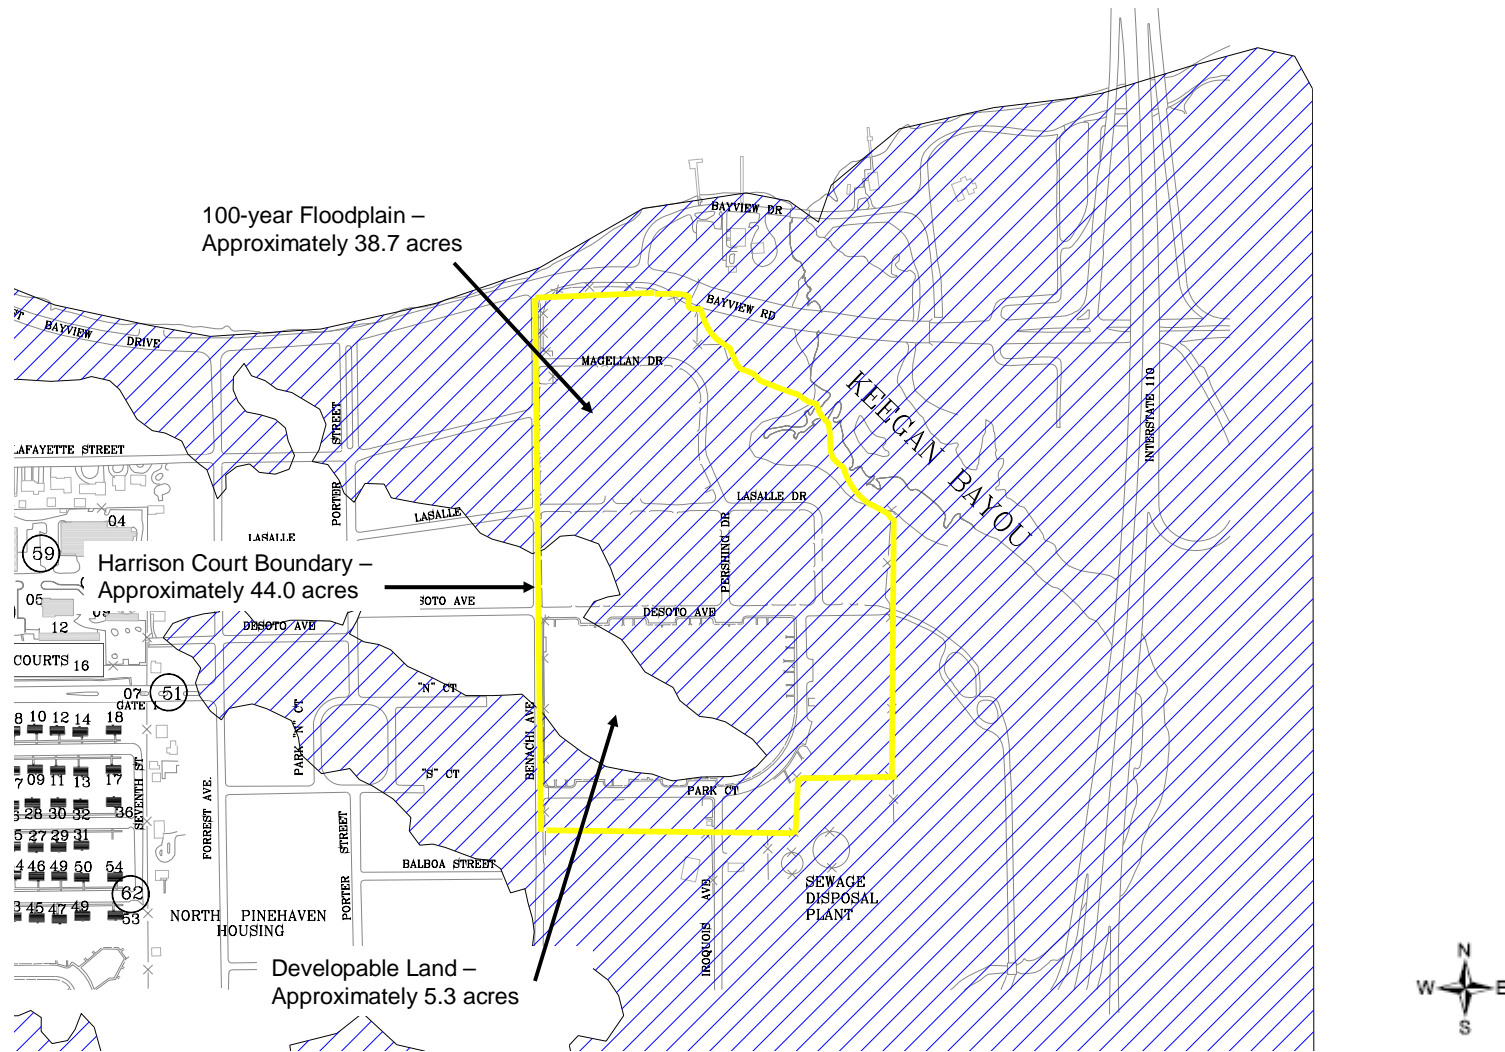 100-year Floodplain –
Approximately 38.7 acres
BAYVIEW DR
BAYVIEW RD
BAYVIEW DRIVE
MAGELLAN DR
KEEGAN BAYOU
INTERSTATE 110
LAFAYETTE STREET
PORTER STREET
LASALLE
LASALLE
LASALLE DR
PERSHING DR
04
59
Harrison Court Boundary –
Approximately 44.0 acres
05
09
12
SOTO AVE
DESOTO AVE
DESOTO AVE
COURTS 16
07 51
GATE
"N" CT
PARK "N" CT
BENACHI AVE
"S" CT
PARK CT
8 10 12 14 18
7 09 11 13 17
28 30 32 36
27 29 31
46 49 50 54
62
45 47 49 53
SEVENTH ST.
FORREST AVE.
PORTER STREET
BALBOA STREET
NORTH PINEHAVEN
HOUSING
IROQUOIS AVE
SEWAGE
DISPOSAL
PLANT
Developable Land –
Approximately 5.3 acres
N
W E
S